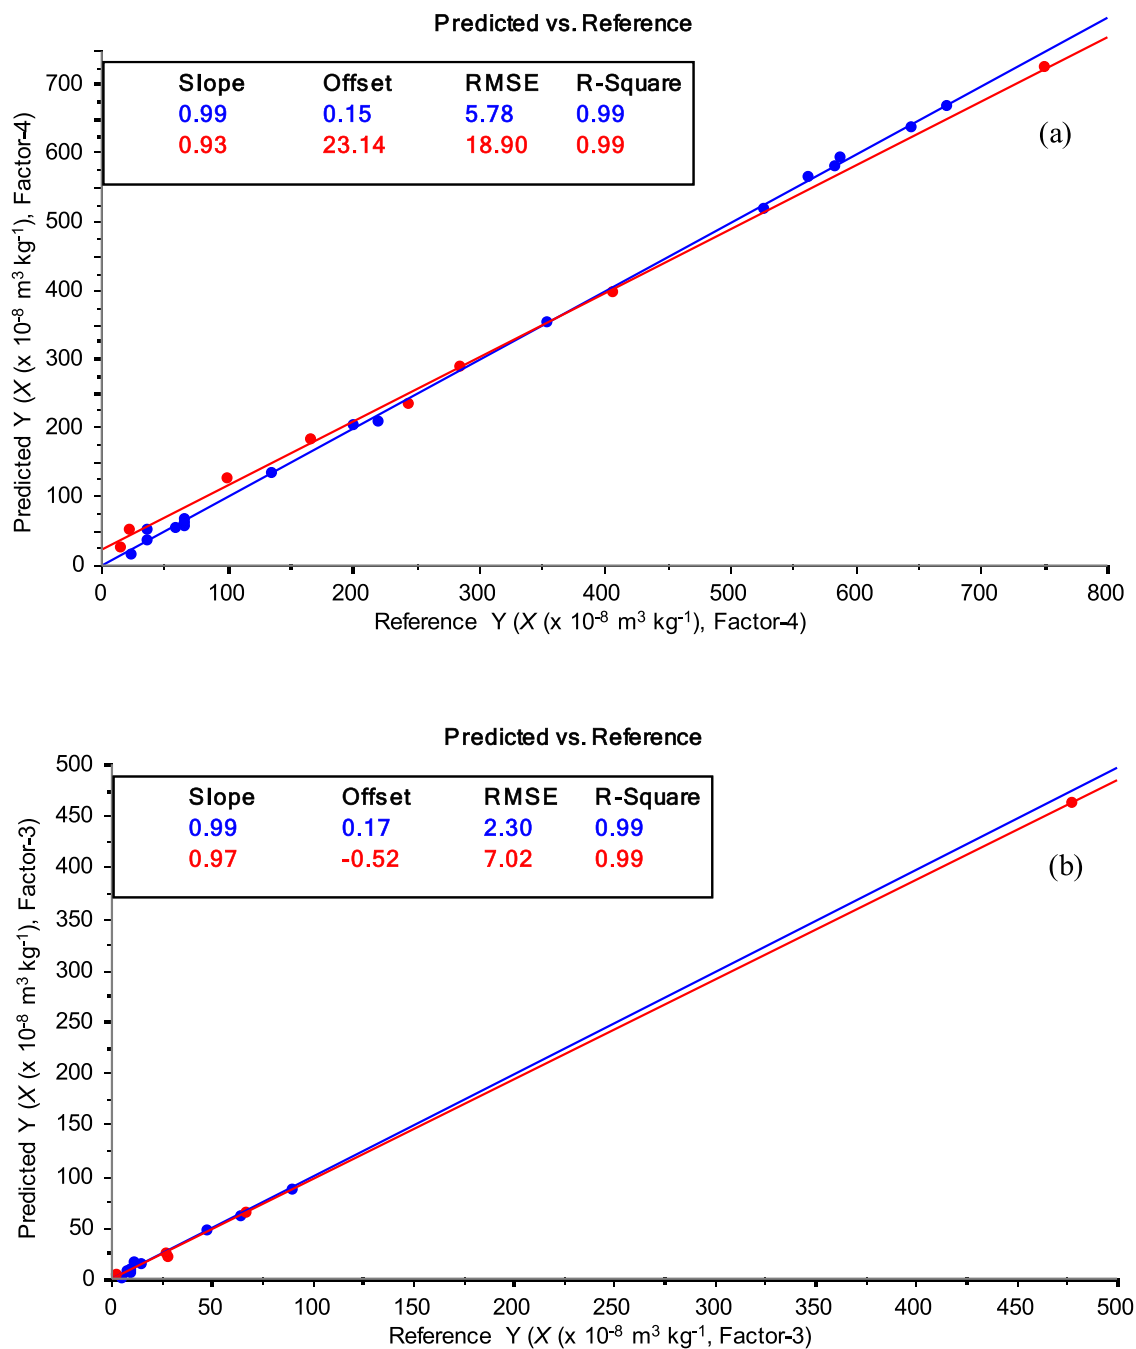 Predicted vs. Reference
Slope Offset RMSE R-Square
0.99 0.15 5.78 0.99
0.93 23.14 18.90 0.99
(a)
Predicted Y (X (x 10⁻⁸ m³ kg⁻¹), Factor-4)
700
600
500
400
300
200
100
0
0 100 200 300 400 500 600 700 800
Reference Y (X (x 10⁻⁸ m³ kg⁻¹), Factor-4)
Predicted vs. Reference
Slope Offset RMSE R-Square
0.99 0.17 2.30 0.99
0.97 -0.52 7.02 0.99
(b)
Predicted Y (X (x 10⁻⁸ m³ kg⁻¹), Factor-3)
500
450
400
350
300
250
200
150
100
50
0
0 50 100 150 200 250 300 350 400 450 500
Reference Y (X (x 10⁻⁸ m³ kg⁻¹, Factor-3)